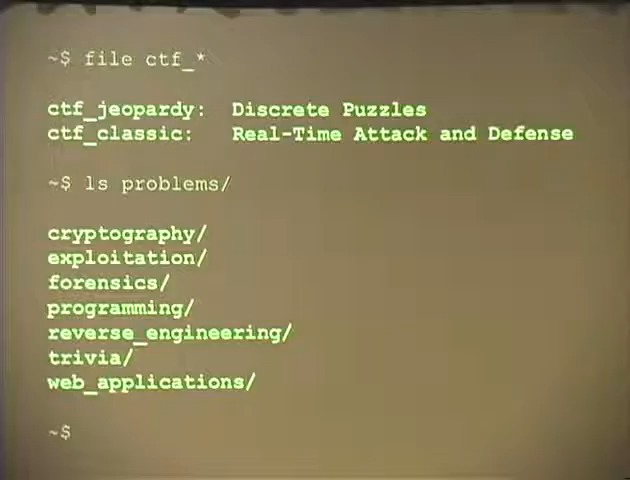 ~$ file ctf_*
ctf_jeopardy: Discrete Puzzles
ctf_classic: Real-Time Attack and Defense
~$ ls problems/
cryptography/
exploitation/
forensics/
programming/
reverse_engineering/
trivia/
web_applications/
~$